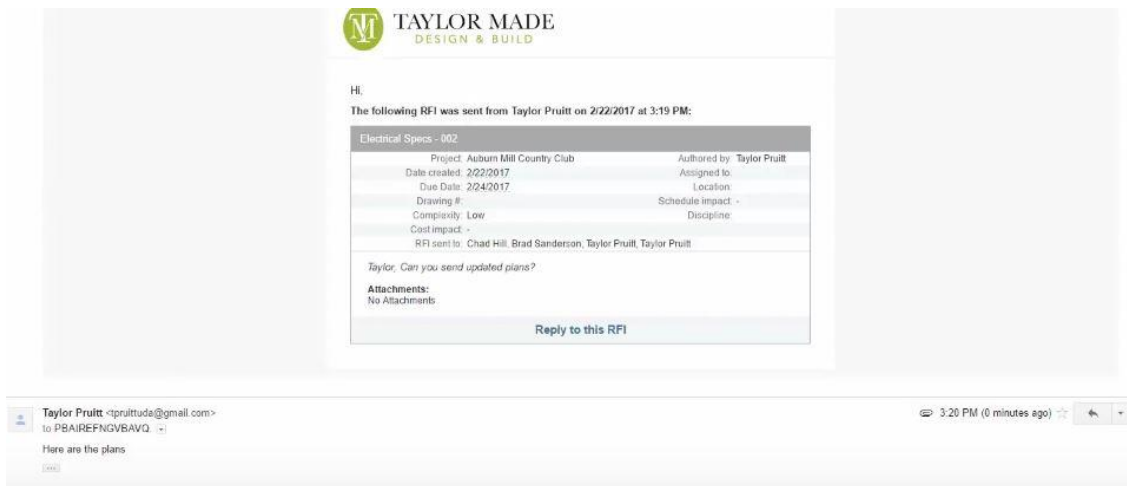 TAYLOR MADE
DESIGN & BUILD
Hi,
The following RFI was sent from Taylor Pruitt on 2/22/2017 at 3:19 PM:
Electrical Specs - 002
Project: Auburn Mill Country Club Authored by: Taylor Pruitt
Date created: 2/22/2017 Assigned to:
Due Date: 2/24/2017 Location:
Drawing #: Schedule impact: -
Complexity: Low Discipline:
Cost impact: -
RFI sent to: Chad Hill, Brad Sanderson, Taylor Pruitt, Taylor Pruitt
Taylor, Can you send updated plans?
Attachments:
No Attachments
Reply to this RFI
Taylor Pruitt <tpruittuda@gmail.com> 3:20 PM (0 minutes ago)
to PBAIREFNGVBAVQ.
Here are the plans